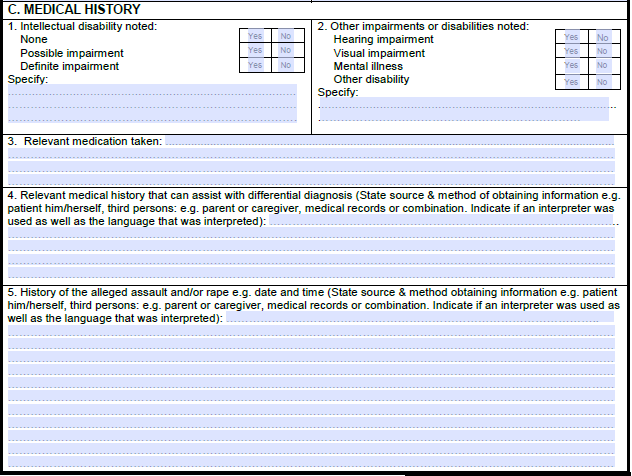 C. MEDICAL HISTORY
1. Intellectual disability noted:
None Yes No
Possible impairment Yes No
Definite impairment Yes No
Specify:
2. Other impairments or disabilities noted:
Hearing impairment Yes No
Visual impairment Yes No
Mental illness Yes No
Other disability Yes No
Specify:
3. Relevant medication taken:
4. Relevant medical history that can assist with differential diagnosis (State source & method of obtaining information e.g.
patient him/herself, third persons: e.g. parent or caregiver, medical records or combination. Indicate if an interpreter was
used as well as the language that was interpreted):
5. History of the alleged assault and/or rape e.g. date and time (State source & method obtaining information e.g. patient
him/herself, third persons: e.g. parent or caregiver, medical records or combination. Indicate if an interpreter was used as
well as the language that was interpreted):